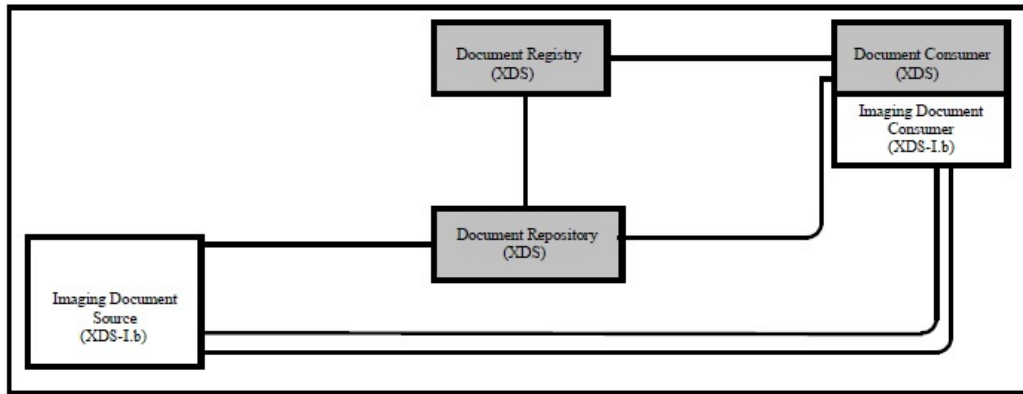 Document Registry
(XDS)
Document Consumer
(XDS)
Imaging Document
Consumer
(XDS-I.b)
Document Repository
(XDS)
Imaging Document
Source
(XDS-I.b)